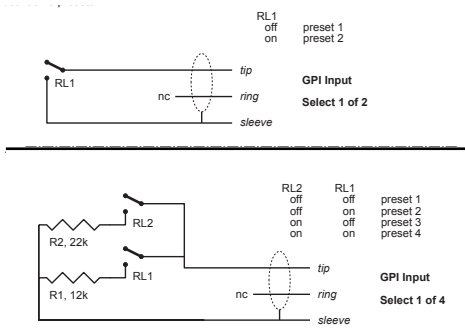 RL1
off preset 1
on preset 2
tip
RL1
GPI Input
nc
ring
Select 1 of 2
sleeve
RL2 RL1
off off preset 1
off on preset 2
on off preset 3
on on preset 4
RL2
R2, 22k
RL1
tip
GPI Input
R1, 12k
nc
ring
Select 1 of 4
sleeve